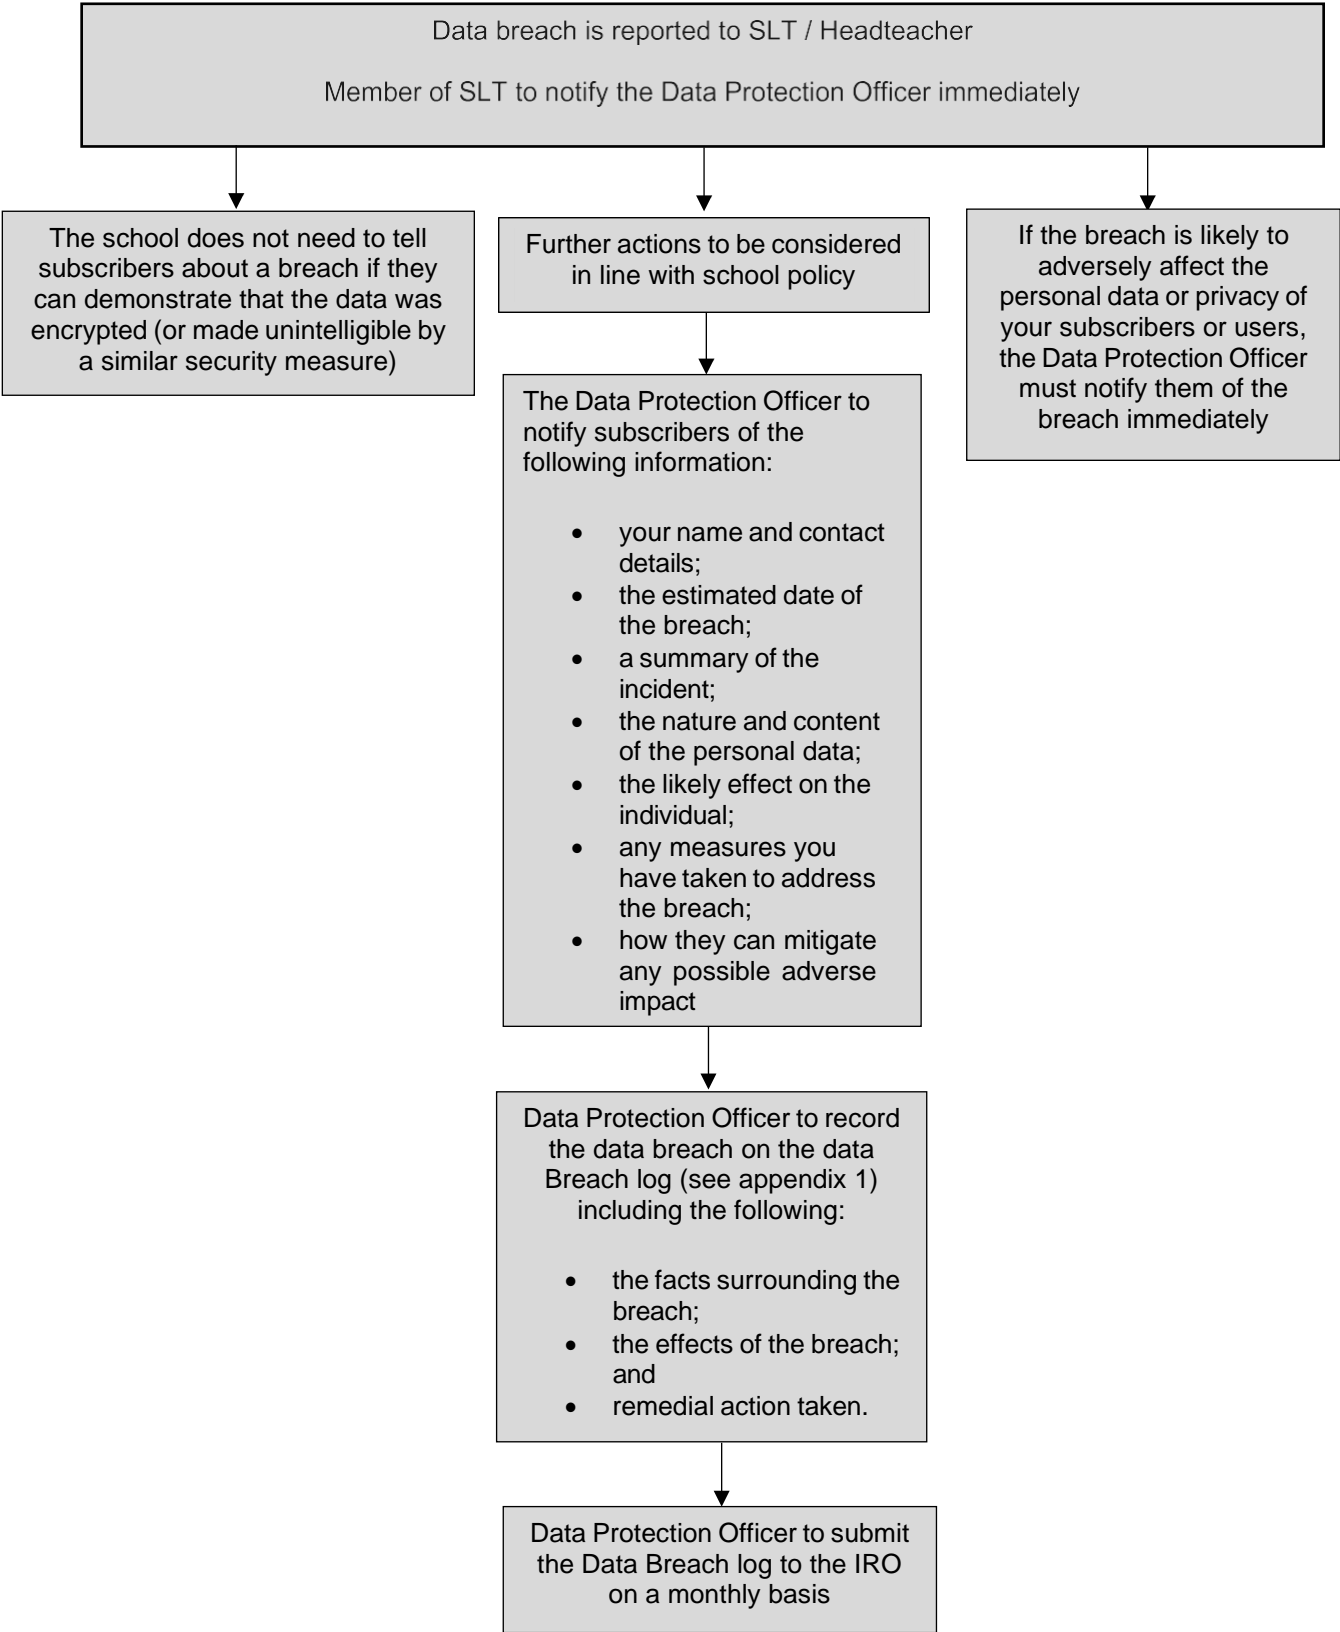 Data breach is reported to SLT / Headteacher
Member of SLT to notify the Data Protection Officer immediately
The school does not need to tell
subscribers about a breach if they
can demonstrate that the data was
encrypted (or made unintelligible by
a similar security measure)
Further actions to be considered
in line with school policy
If the breach is likely to
adversely affect the
personal data or privacy of
your subscribers or users,
the Data Protection Officer
must notify them of the
breach immediately
The Data Protection Officer to
notify subscribers of the
following information:
• your name and contact
details;
• the estimated date of
the breach;
• a summary of the
incident;
• the nature and content
of the personal data;
• the likely effect on the
individual;
• any measures you
have taken to address
the breach;
• how they can mitigate
any possible adverse
impact
Data Protection Officer to record
the data breach on the data
Breach log (see appendix 1)
including the following:
• the facts surrounding the
breach;
• the effects of the breach;
and
• remedial action taken.
Data Protection Officer to submit
the Data Breach log to the IRO
on a monthly basis